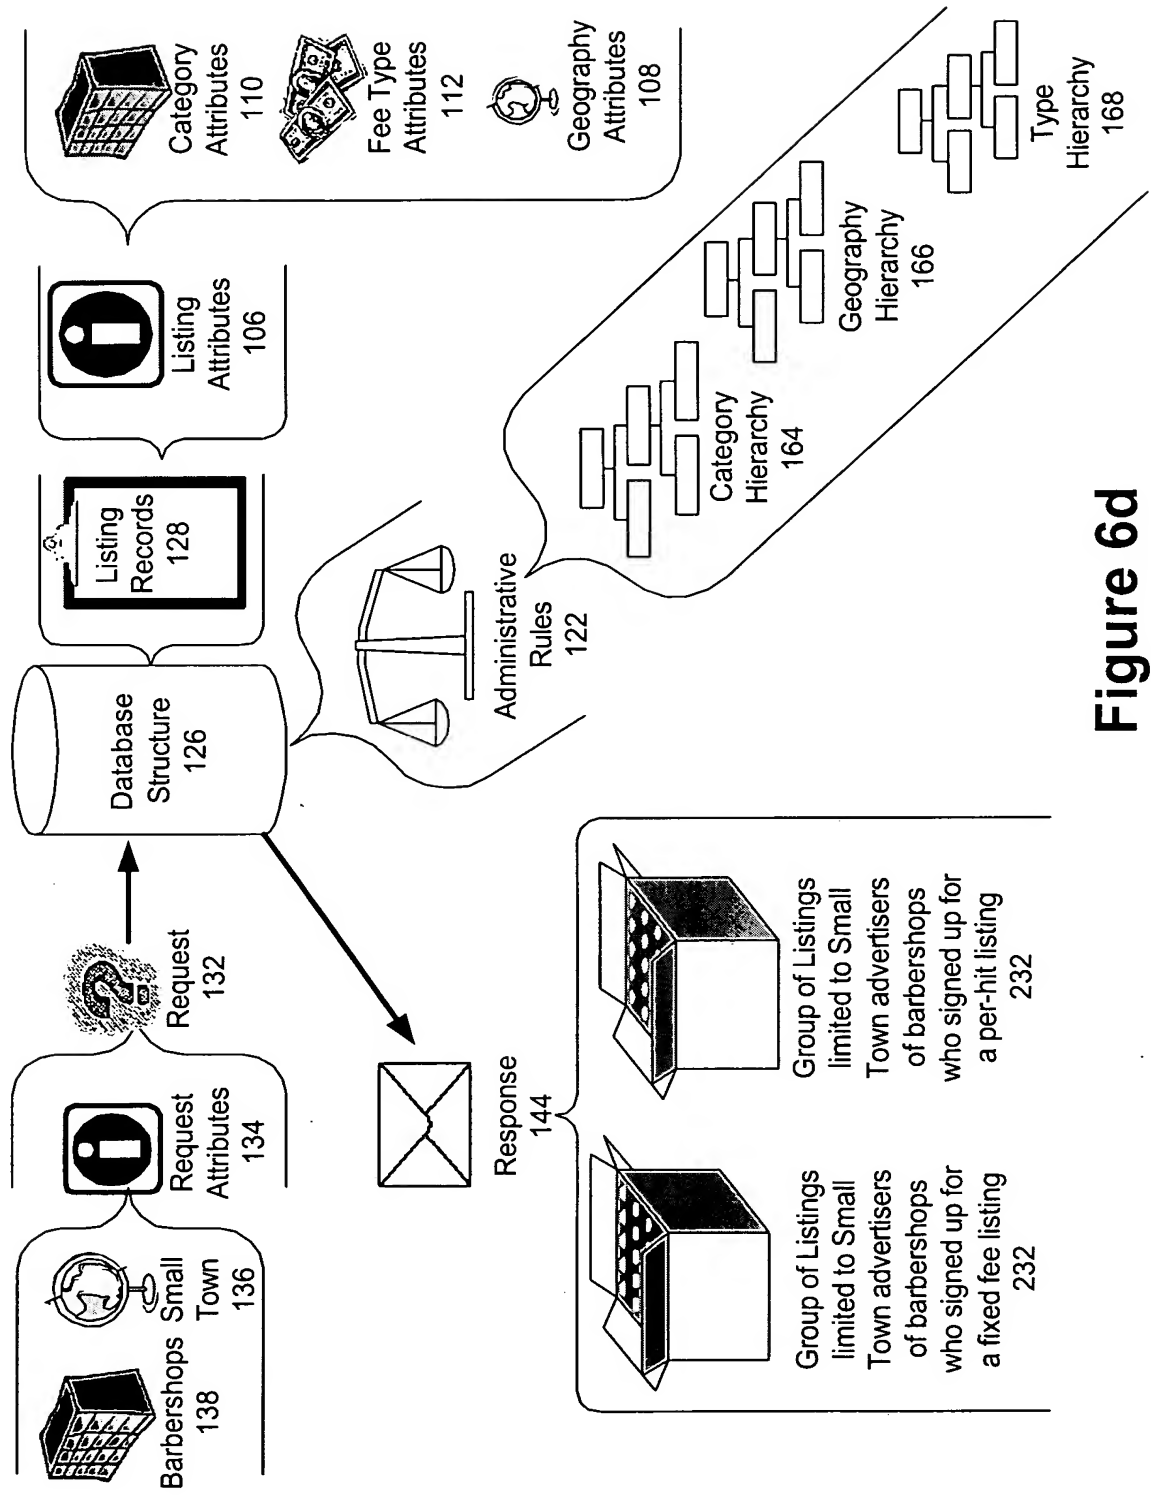 Barbershops
138
Small
Town
136
Request
Attributes
134
Request
132
Database
Structure
126
Listing
Records
128
Listing
Attributes
106
Category
Attributes
110
Fee Type
Attributes
112
Geography
Attributes
108
Administrative
Rules
122
Category
Hierarchy
164
Geography
Hierarchy
166
Type
Hierarchy
168
Response
144
Group of Listings
limited to Small
Town advertisers
of barbershops
who signed up for
a fixed fee listing
232
Group of Listings
limited to Small
Town advertisers
of barbershops
who signed up for
a per-hit listing
232
Figure 6d